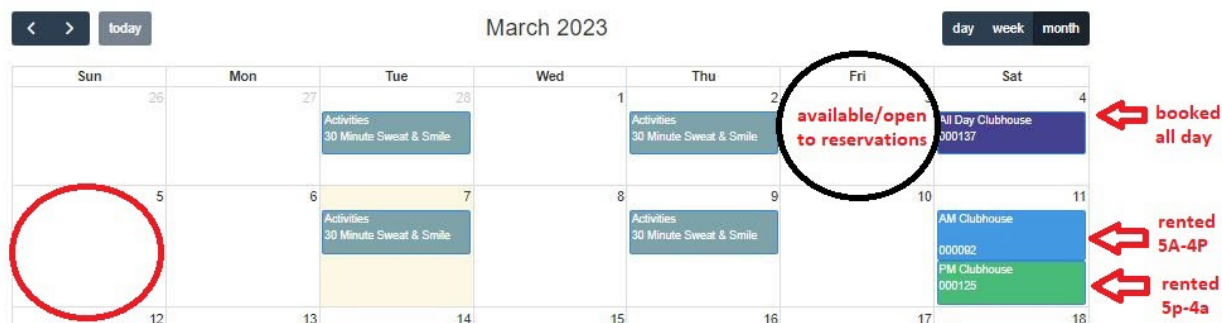 < > today March 2023 day week month
Sun Mon Tue Wed Thu Fri Sat
26 27 28 1 2 3 4
Activities Activities available/open All Day Clubhouse booked
30 Minute Sweat & Smile 30 Minute Sweat & Smile to reservations 000137 all day
5 6 7 8 9 10 11
Activities Activities AM Clubhouse rented
30 Minute Sweat & Smile 30 Minute Sweat & Smile 000092 5A-4P
PM Clubhouse rented
000125 5p-4a
12 13 14 15 16 17 18